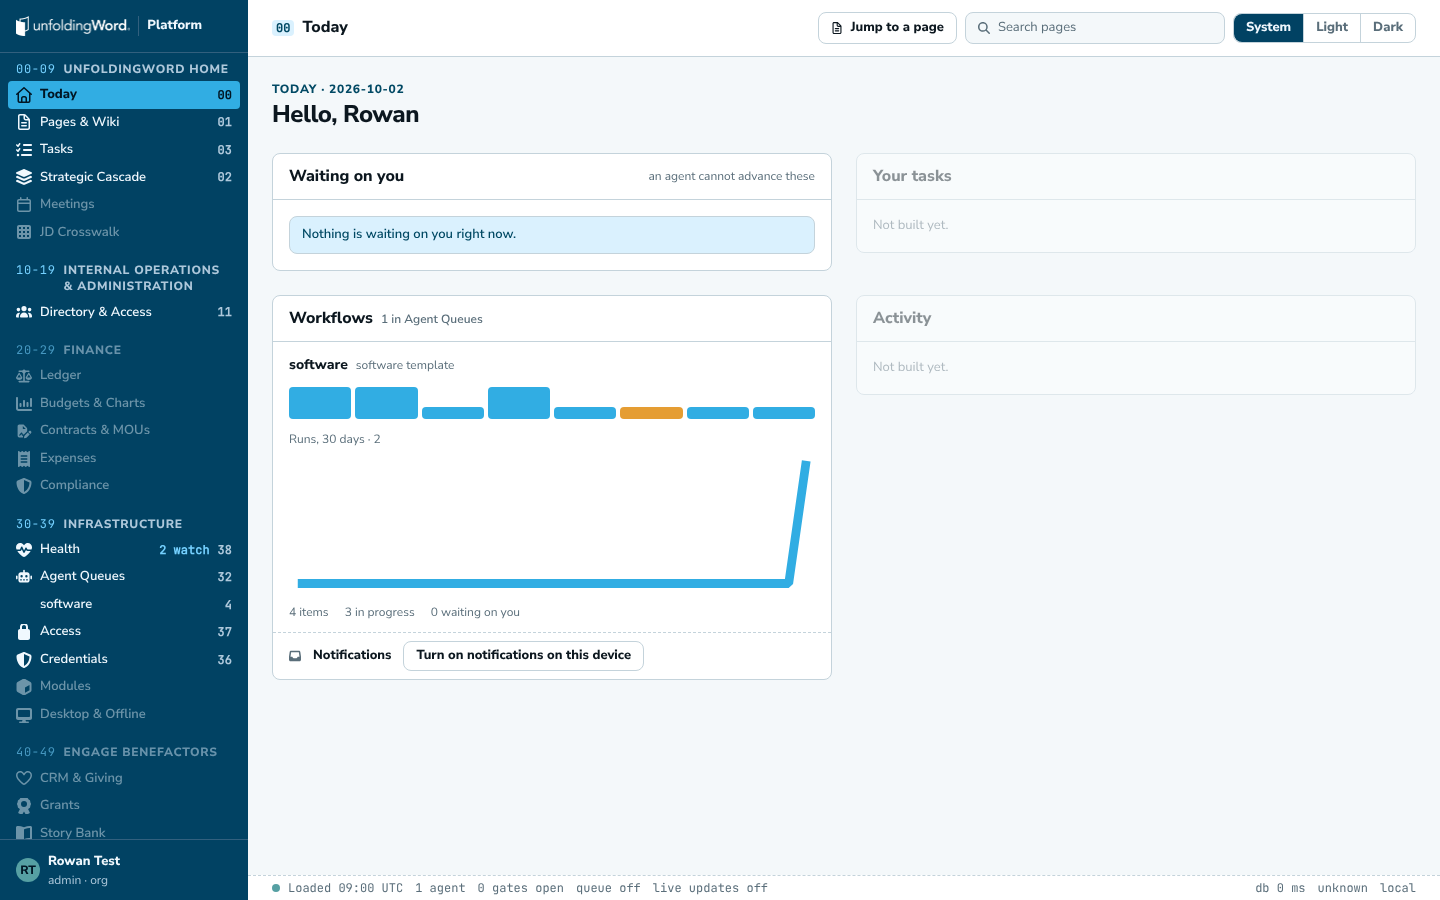 unfoldingWord. Platform
00-09 UNFOLDINGWORD HOME
Today 00
Pages & Wiki 01
Tasks 03
Strategic Cascade 02
Meetings
JD Crosswalk
10-19 INTERNAL OPERATIONS
& ADMINISTRATION
Directory & Access 11
20-29 FINANCE
Ledger
Budgets & Charts
Contracts & MOUs
Expenses
Compliance
30-39 INFRASTRUCTURE
Health 2 watch 38
Agent Queues 32
software 4
Access 37
Credentials 36
Modules
Desktop & Offline
40-49 ENGAGE BENEFACTORS
CRM & Giving
Grants
Story Bank
RT Rowan Test
admin · org
00 Today
Jump to a page
Search pages
System Light Dark
TODAY · 2026-10-02
Hello, Rowan
Waiting on you an agent cannot advance these
Nothing is waiting on you right now.
Your tasks
Not built yet.
Workflows 1 in Agent Queues
software software template
Runs, 30 days · 2
4 items 3 in progress 0 waiting on you
Notifications Turn on notifications on this device
Activity
Not built yet.
Loaded 09:00 UTC 1 agent 0 gates open queue off live updates off
db 0 ms unknown local